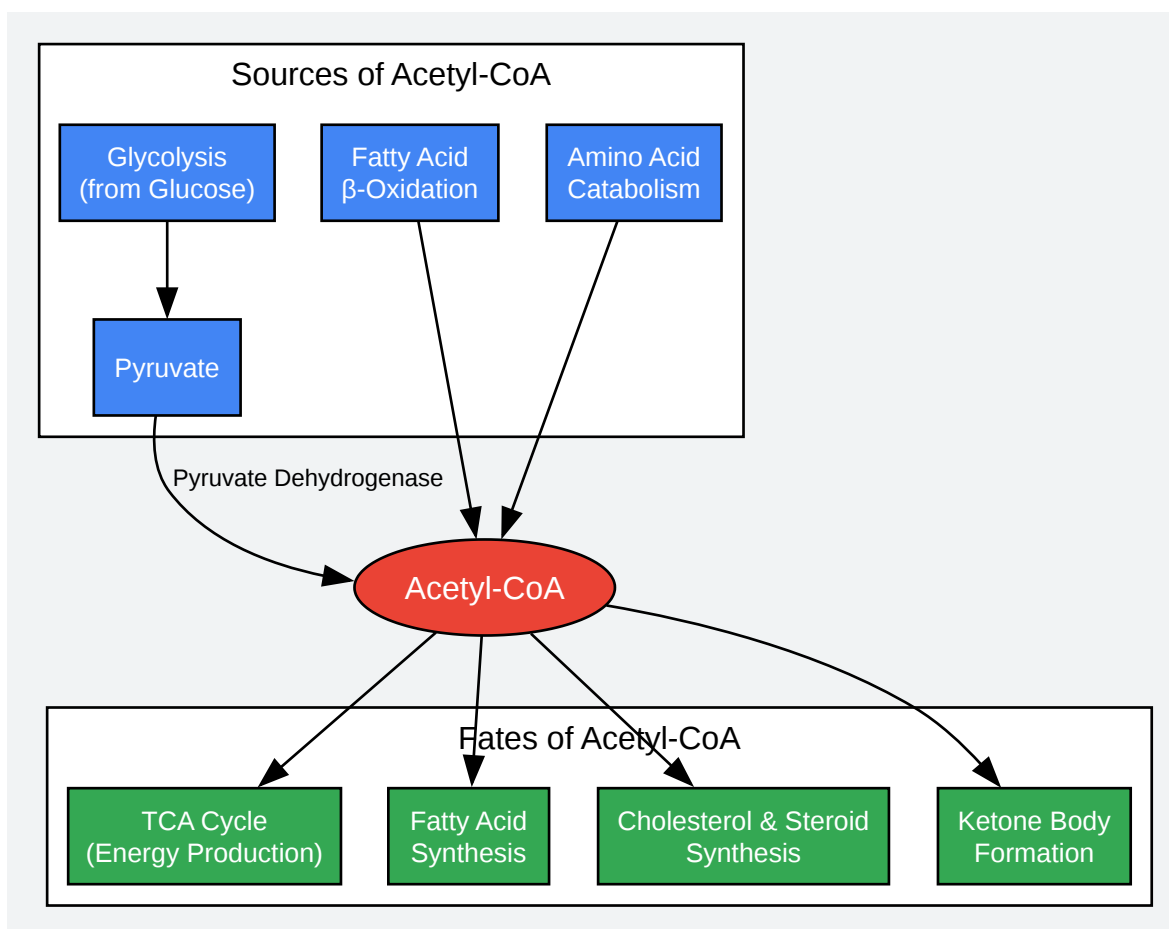 Sources of Acetyl-CoA
Glycolysis
(from Glucose)
Fatty Acid
β-Oxidation
Amino Acid
Catabolism
Pyruvate
Pyruvate Dehydrogenase
Acetyl-CoA
Fates of Acetyl-CoA
TCA Cycle
(Energy Production)
Fatty Acid
Synthesis
Cholesterol & Steroid
Synthesis
Ketone Body
Formation